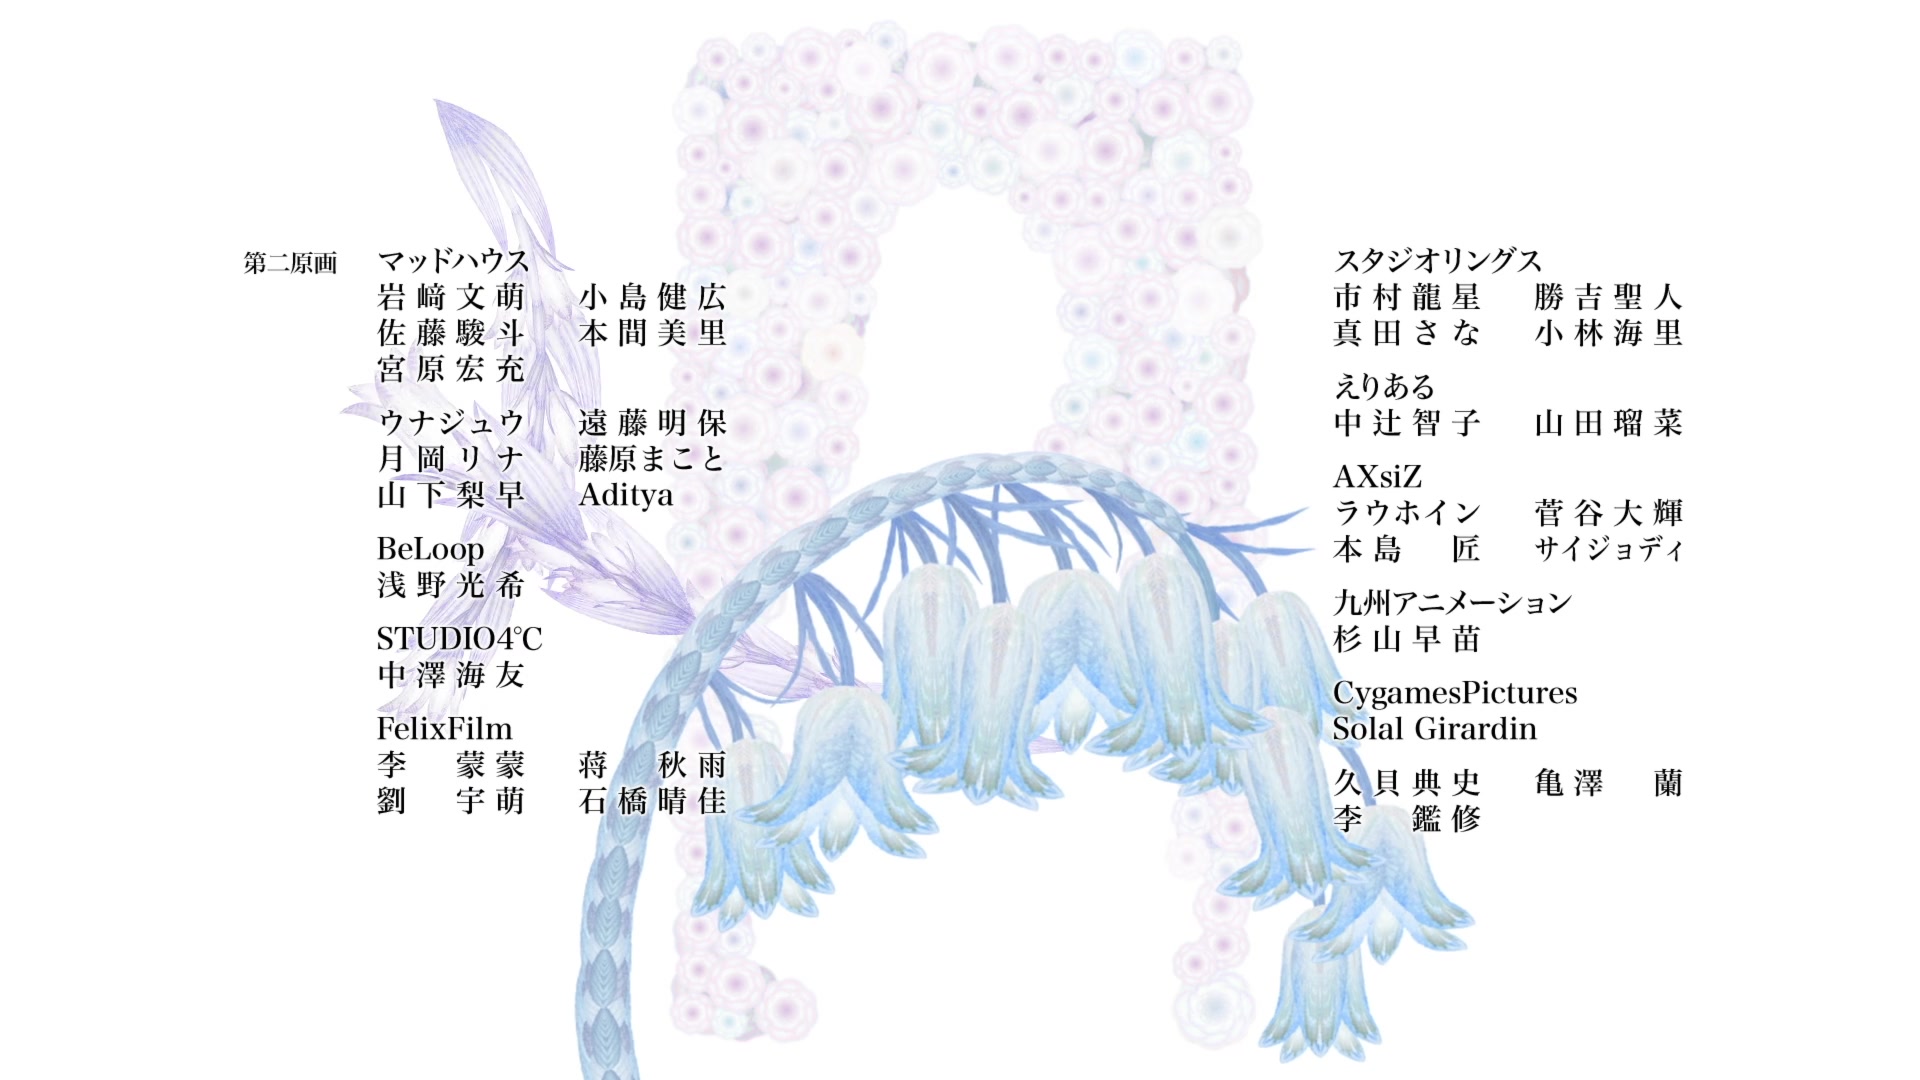 第二原画
マッドハウス
岩﨑文萌 小島健広
佐藤駿斗 本間美里
宮原宏充
ウナジュウ 遠藤明保
月岡リナ 藤原まこと
山下梨早 Aditya
BeLoop
浅野光希
STUDIO4℃
中澤海友
FelixFilm
李 蒙蒙 蒋 秋雨
劉 宇萌 石橋晴佳
スタジオリングス
市村龍星 勝吉聖人
真田さな 小林海里
えりある
中辻智子 山田瑠菜
AXsiZ
ラウホイン 菅谷大輝
本島 匠 サイジョディ
九州アニメーション
杉山早苗
CygamesPictures
Solal Girardin
久貝典史 亀澤 蘭
李 鑑修